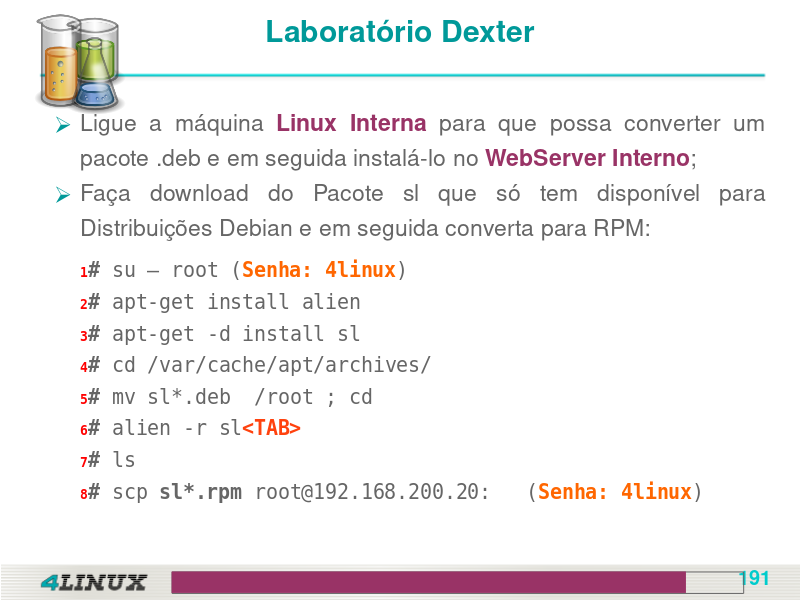 Laboratório Dexter
➢ Ligue a máquina Linux Interna para que possa converter um
pacote .deb e em seguida instalá-lo no WebServer Interno;
➢ Faça download do Pacote sl que só tem disponível para
Distribuições Debian e em seguida converta para RPM:
1# su – root (Senha: 4linux)
2# apt-get install alien
3# apt-get -d install sl
4# cd /var/cache/apt/archives/
5# mv sl*.deb  /root ; cd
6# alien -r sl<TAB>
7# ls
8# scp sl*.rpm root@192.168.200.20:   (Senha: 4linux)
4LINUX
191